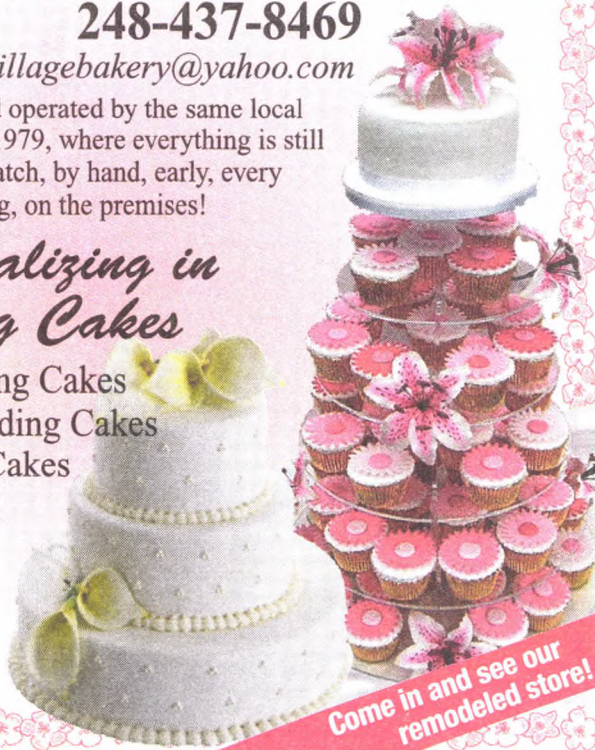 248-437-8469
illagebakery@yahoo.com
operated by the same local
1979, where everything is still
atch, by hand, early, every
g, on the premises!
alizing in
g Cakes
ng Cakes
ding Cakes
Cakes
Come in and see our
remodeled store!